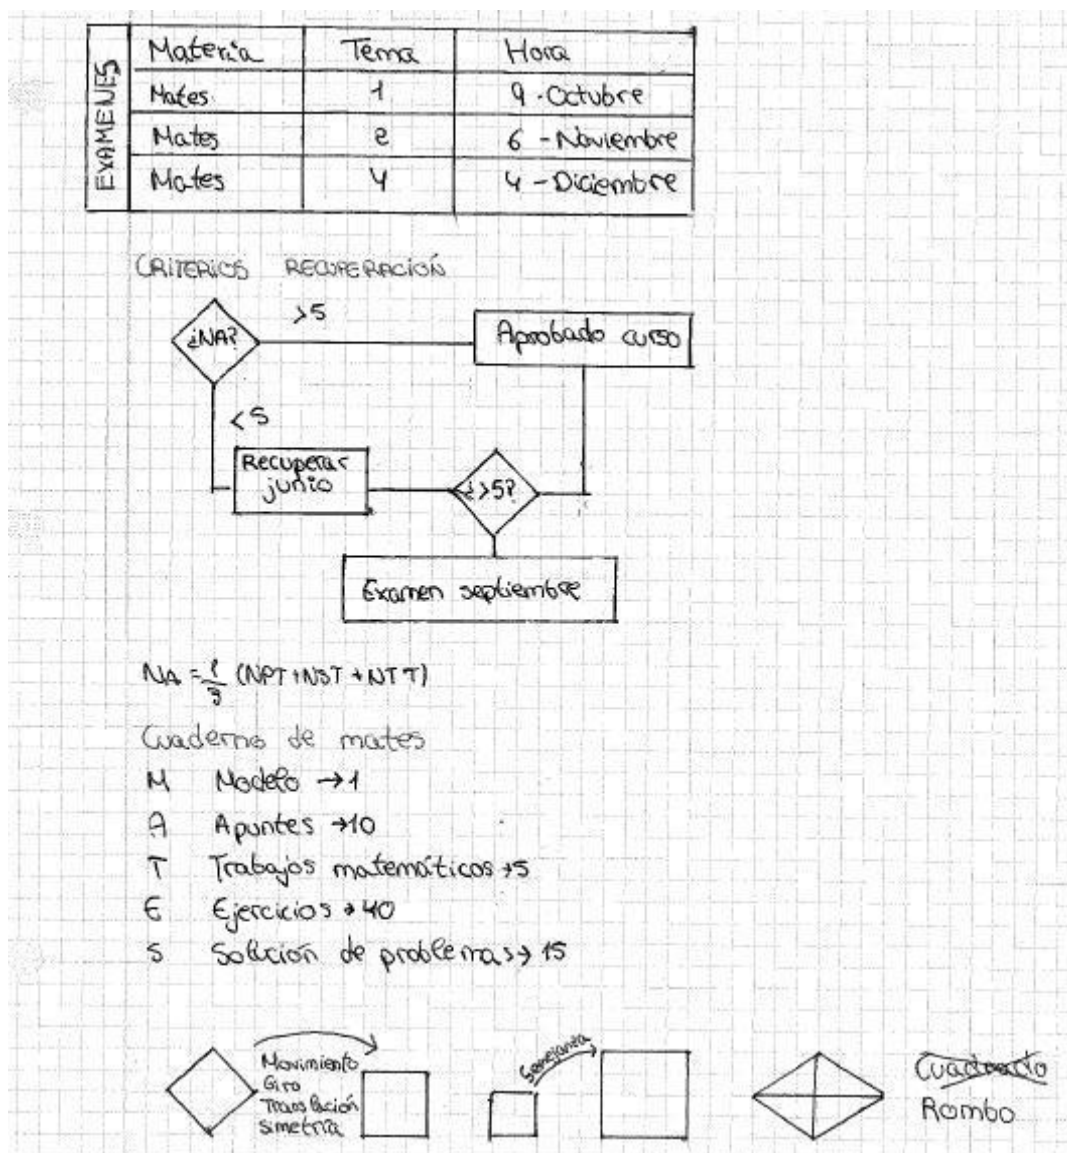 EXAMENES
Materia Tema Hora
Mates 1 9 - Octubre
Mates 2 6 - Noviembre
Mates 4 4 - Diciembre
CRITERIOS RECUPERACIÓN
¿NA? >5 Aprobado curso
<5
Recuperar
junio
¿>5?
Examen septiembre
NA = 1/3 (NPT+NST+NTT)
Cuaderno de mates
M Modelo →1
A Apuntes →10
T Trabajos matemáticos →5
E Ejercicios →40
S Solución de problemas → 15
Movimiento
Giro
Translación
Simetría
Semejanza
Cuadrado
Rombo